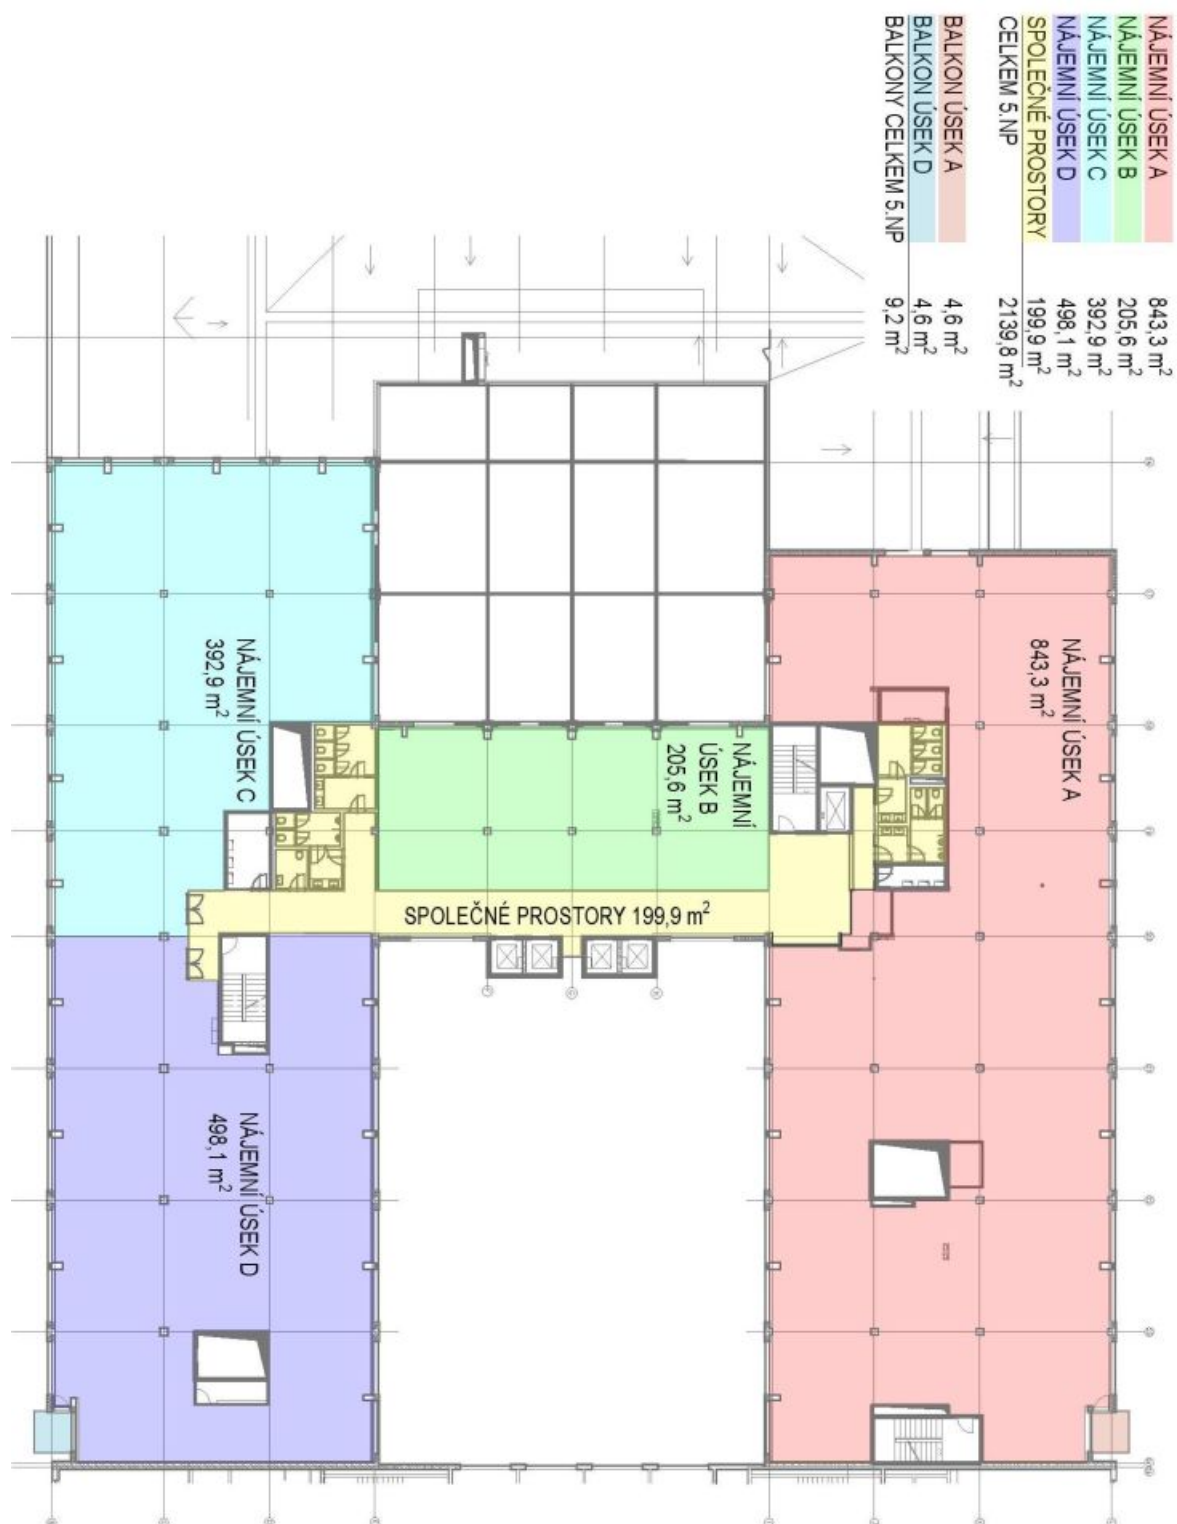 NÁJEMNÍ ÚSEK A 843,3 m²
NÁJEMNÍ ÚSEK B 205,6 m²
NÁJEMNÍ ÚSEK C 392,9 m²
NÁJEMNÍ ÚSEK D 498,1 m²
SPOLEČNÉ PROSTORY 199,9 m²
CELKEM 5.NP 2139,8 m²
BALKON ÚSEK A 4,6 m²
BALKON ÚSEK D 4,6 m²
BALKONY CELKEM 5.NP 9,2 m²
NÁJEMNÍ ÚSEK A
843,3 m²
NÁJEMNÍ
ÚSEK B
205,6 m²
NÁJEMNÍ ÚSEK C
392,9 m²
SPOLEČNÉ PROSTORY 199,9 m²
NÁJEMNÍ ÚSEK D
498,1 m²